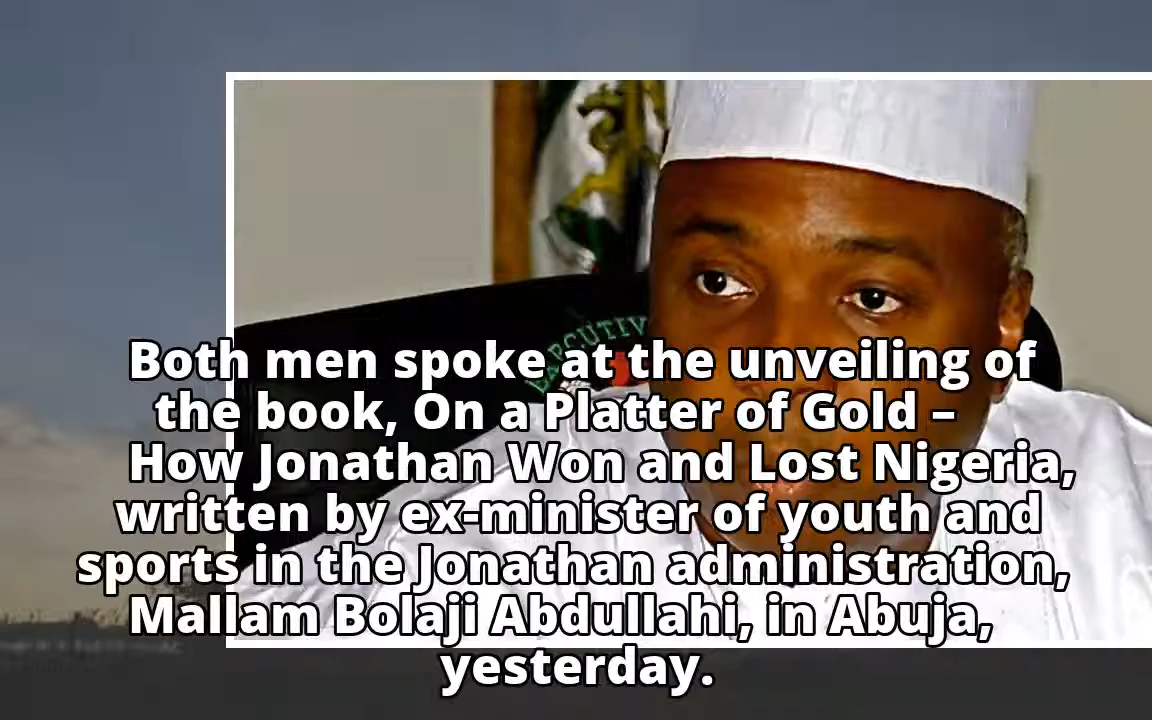 EXECUTIV
Both men spoke at the unveiling of
the book, On a Platter of Gold –
How Jonathan Won and Lost Nigeria,
written by ex-minister of youth and
sports in the Jonathan administration,
Mallam Bolaji Abdullahi, in Abuja,
yesterday.